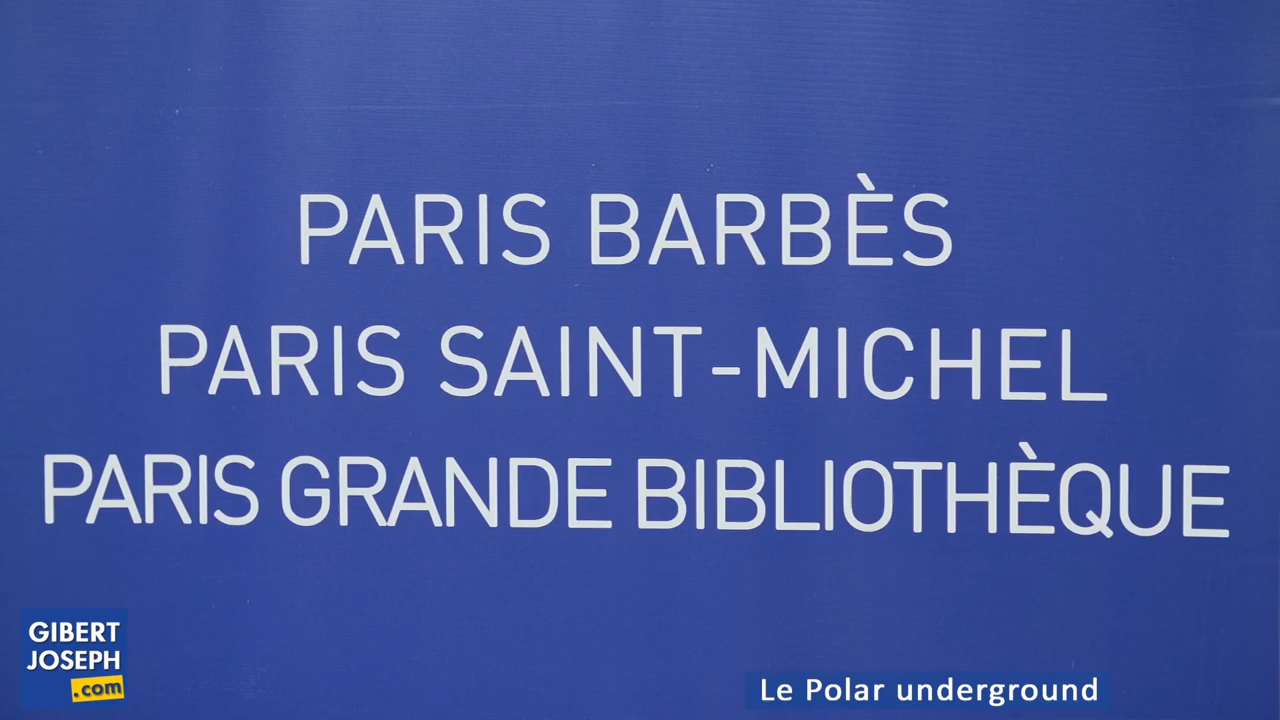 PARIS BARBÈS
PARIS SAINT-MICHEL
PARIS GRANDE BIBLIOTHÈQUE
GIBERT
JOSEPH
.com
Le Polar underground